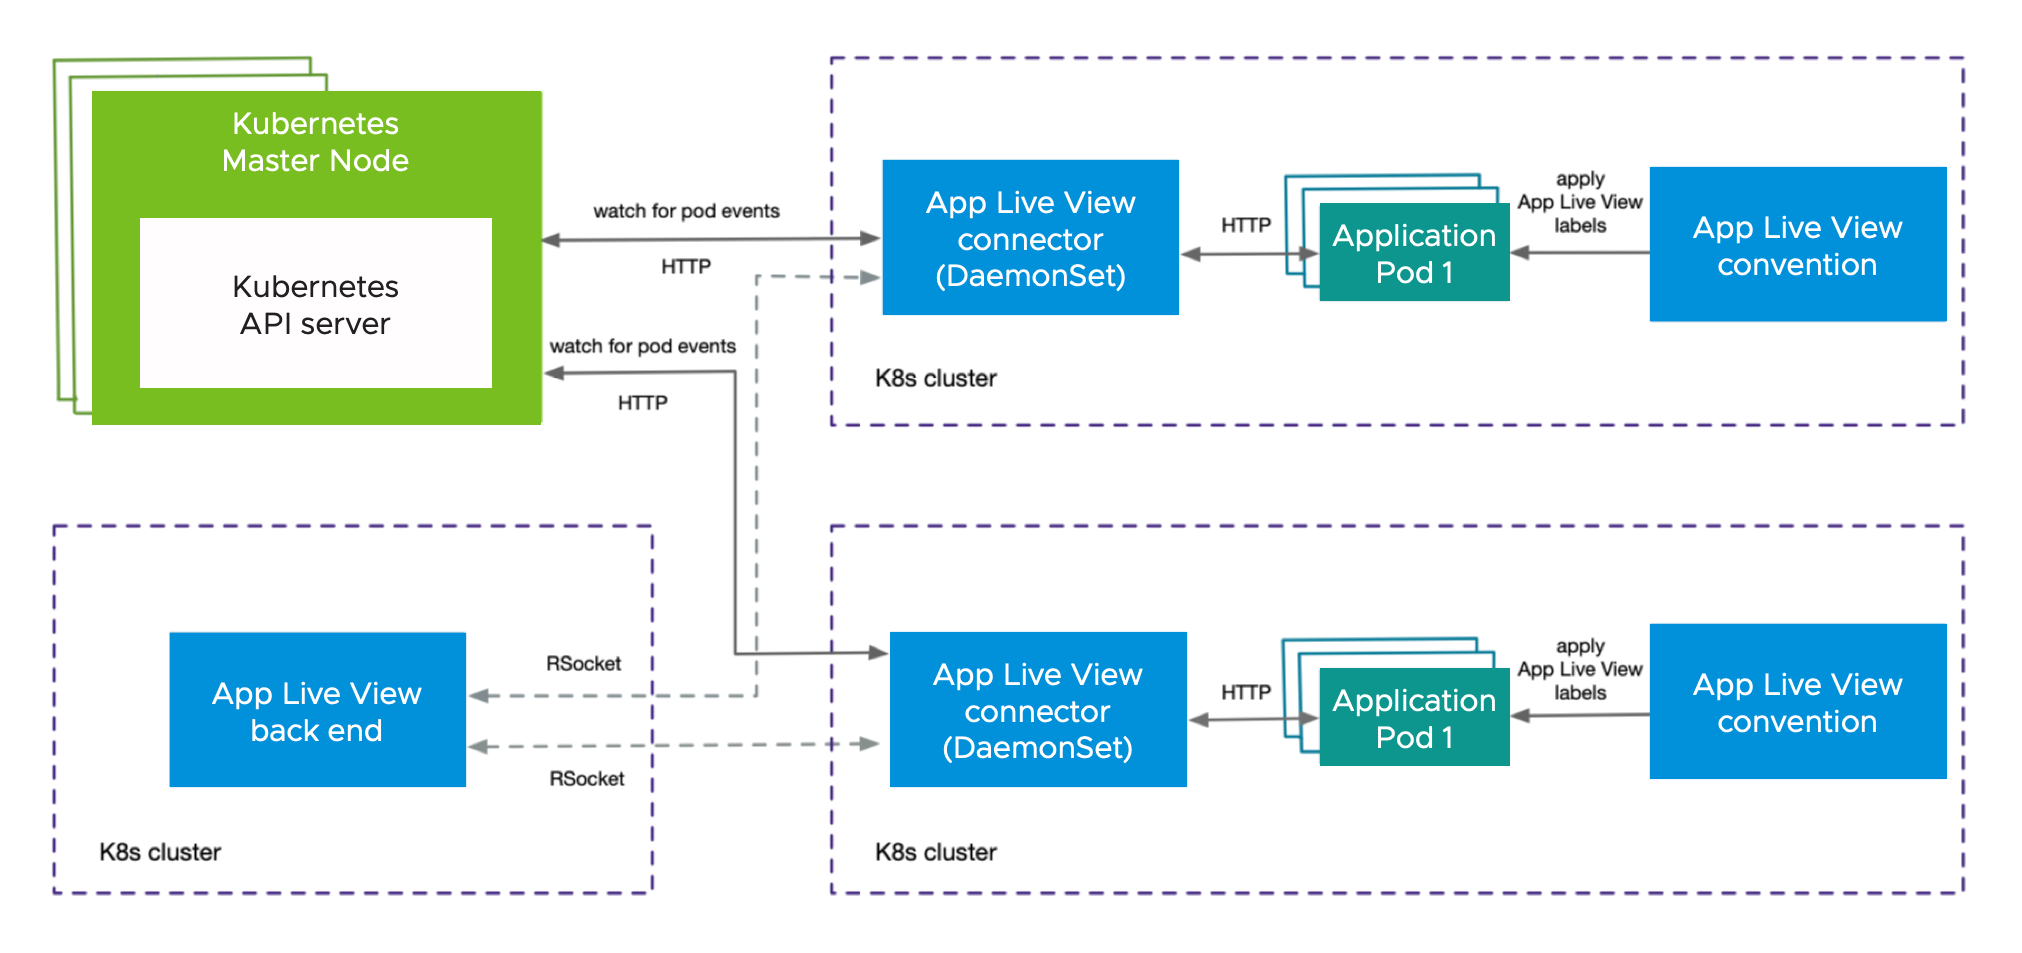 Kubernetes
Master Node
Kubernetes
API server
watch for pod events
HTTP
watch for pod events
HTTP
App Live View
connector
(DaemonSet)
HTTP
Application
Pod 1
apply
App Live View
labels
App Live View
convention
K8s cluster
App Live View
back end
RSocket
RSocket
K8s cluster
App Live View
connector
(DaemonSet)
HTTP
Application
Pod 1
apply
App Live View
labels
App Live View
convention
K8s cluster